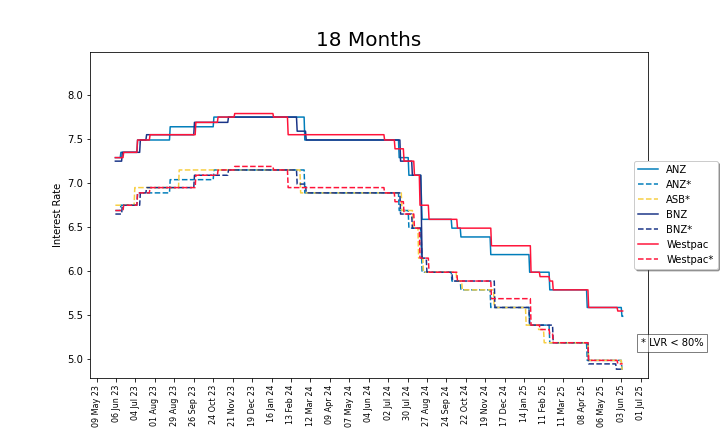 18 Months
Interest Rate
8.0
7.5
7.0
6.5
6.0
5.5
5.0
09 May 23
06 Jun 23
04 Jul 23
01 Aug 23
29 Aug 23
26 Sep 23
24 Oct 23
21 Nov 23
19 Dec 23
16 Jan 24
13 Feb 24
12 Mar 24
09 Apr 24
07 May 24
04 Jun 24
02 Jul 24
30 Jul 24
27 Aug 24
24 Sep 24
22 Oct 24
19 Nov 24
17 Dec 24
14 Jan 25
11 Feb 25
11 Mar 25
08 Apr 25
06 May 25
03 Jun 25
01 Jul 25
ANZ
ANZ*
ASB*
BNZ
BNZ*
Westpac
Westpac*
* LVR < 80%